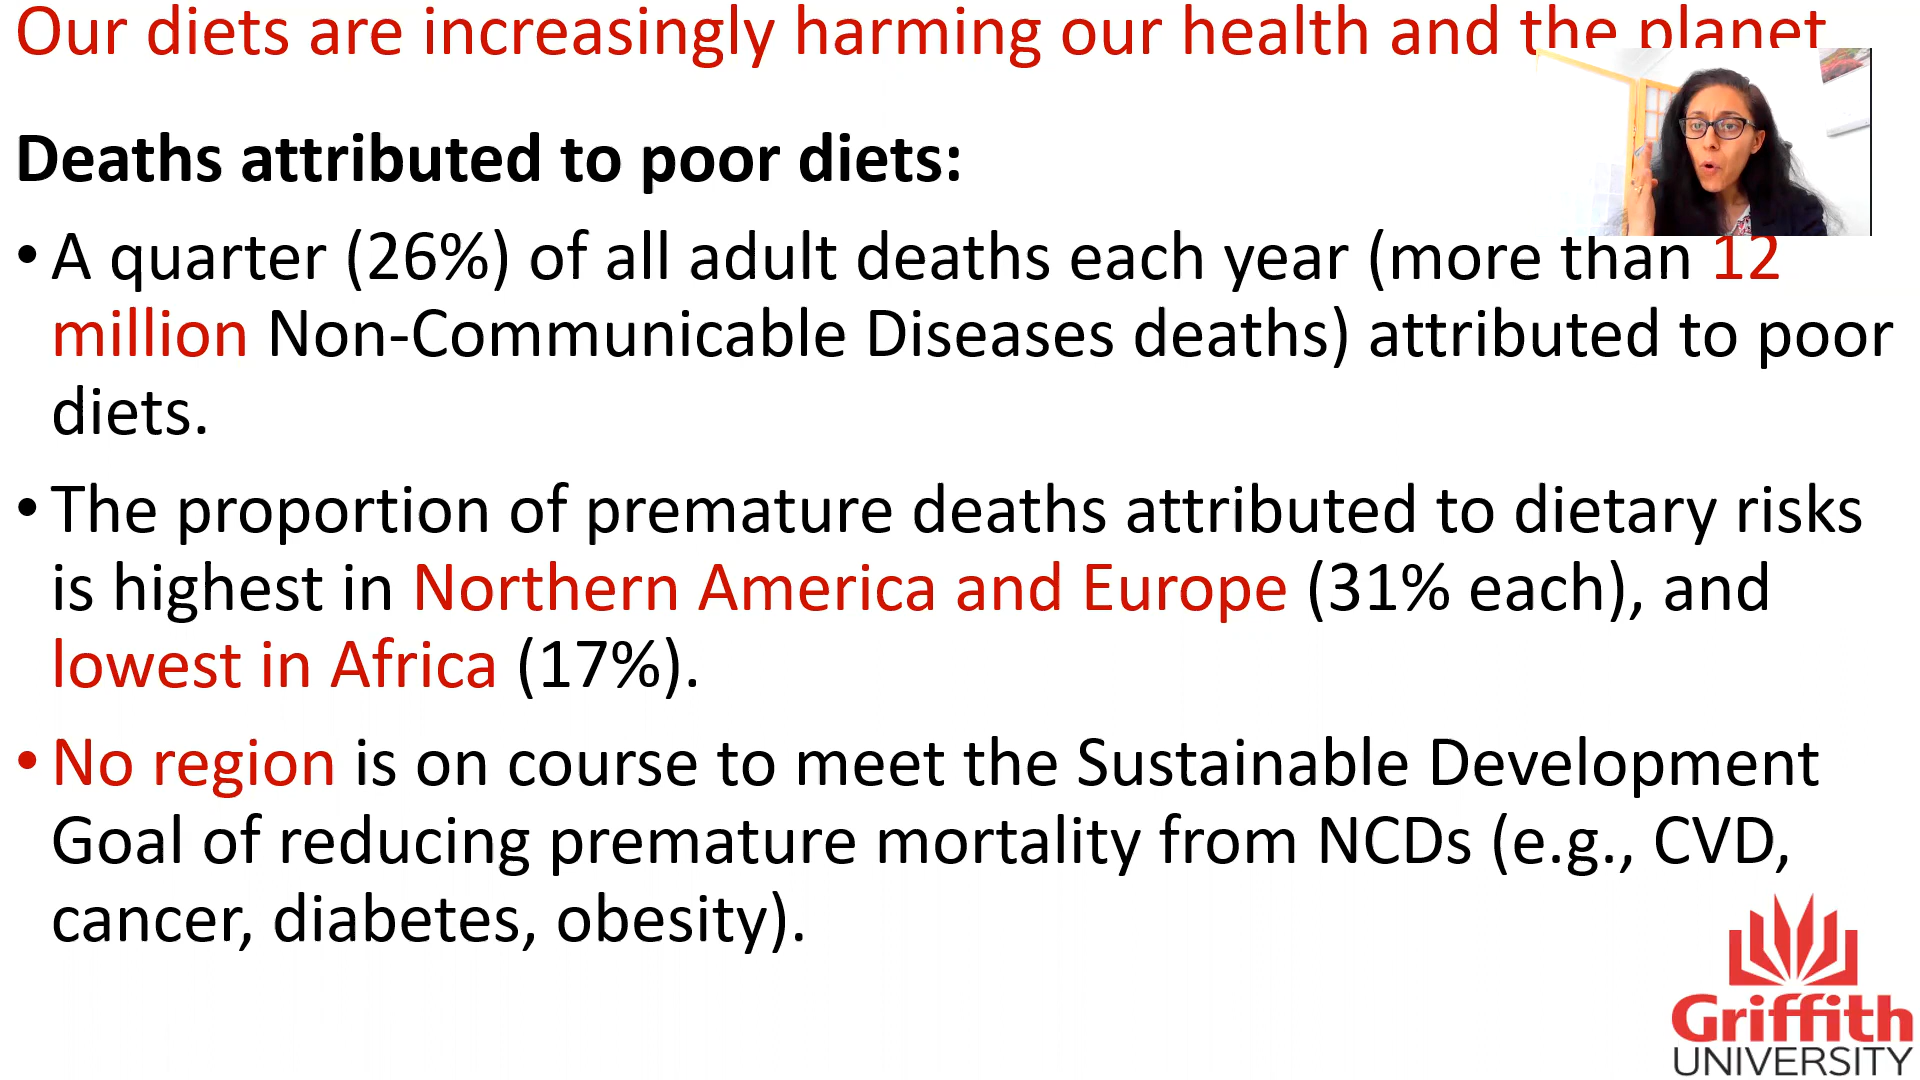 Our diets are increasingly harming our health and the planet
Deaths attributed to poor diets:
• A quarter (26%) of all adult deaths each year (more than 12
million Non-Communicable Diseases deaths) attributed to poor
diets.
• The proportion of premature deaths attributed to dietary risks
is highest in Northern America and Europe (31% each), and
lowest in Africa (17%).
• No region is on course to meet the Sustainable Development
Goal of reducing premature mortality from NCDs (e.g., CVD,
cancer, diabetes, obesity).
Griffith
UNIVERSITY